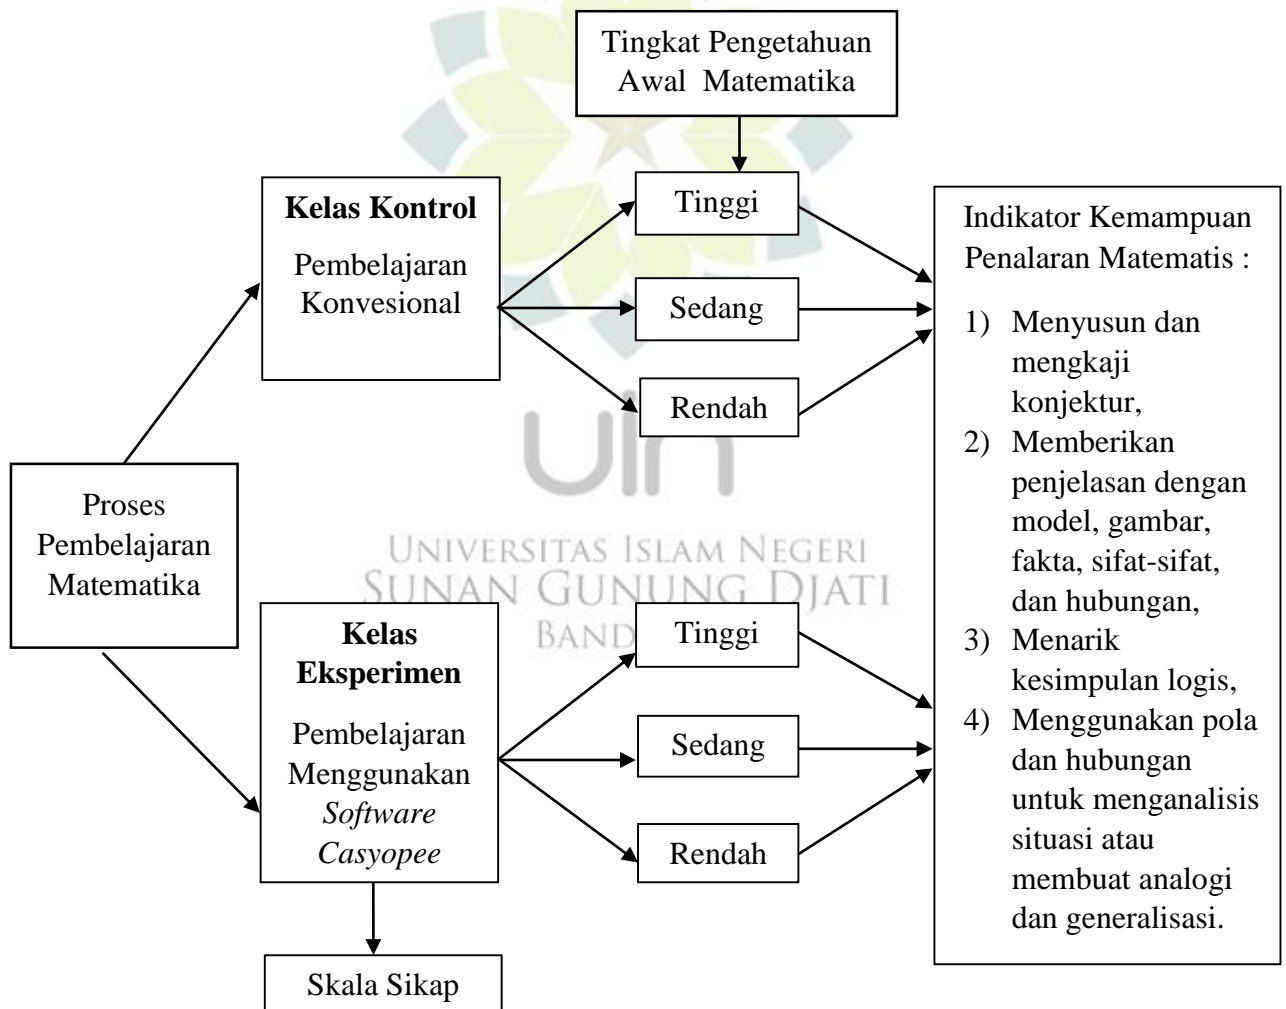 Tingkat Pengetahuan
Awal Matematika
Kelas Kontrol
Pembelajaran
Konvesional
Tinggi
Sedang
Rendah
Indikator Kemampuan
Penalaran Matematis :
1) Menyusun dan
mengkaji
konjektur,
2) Memberikan
penjelasan dengan
model, gambar,
fakta, sifat-sifat,
dan hubungan,
3) Menarik
kesimpulan logis,
4) Menggunakan pola
dan hubungan
untuk menganalisis
situasi atau
membuat analogi
dan generalisasi.
Proses
Pembelajaran
Matematika
uin
UNIVERSITAS ISLAM NEGERI
SUNAN GUNUNG DJATI
Kelas
Eksperimen
Pembelajaran
Menggunakan
Software
Casyopee
Tinggi
Sedang
Rendah
Skala Sikap